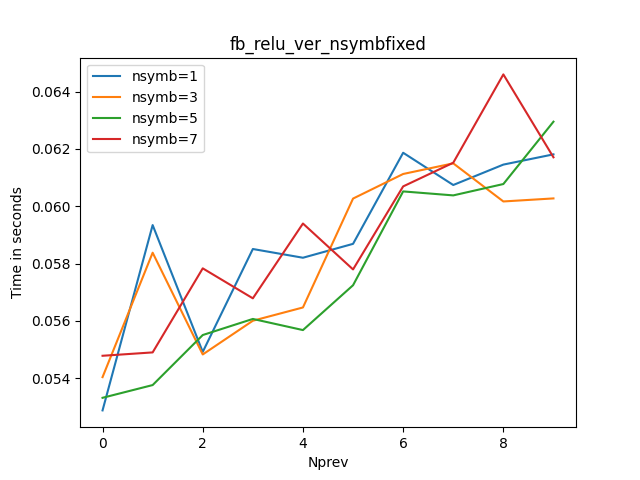 fb_relu_ver_nsymbfixed
nsymb=1
nsymb=3
nsymb=5
nsymb=7
0.064
0.062
0.060
0.058
0.056
0.054
Time in seconds
0 2 4 6 8
Nprev